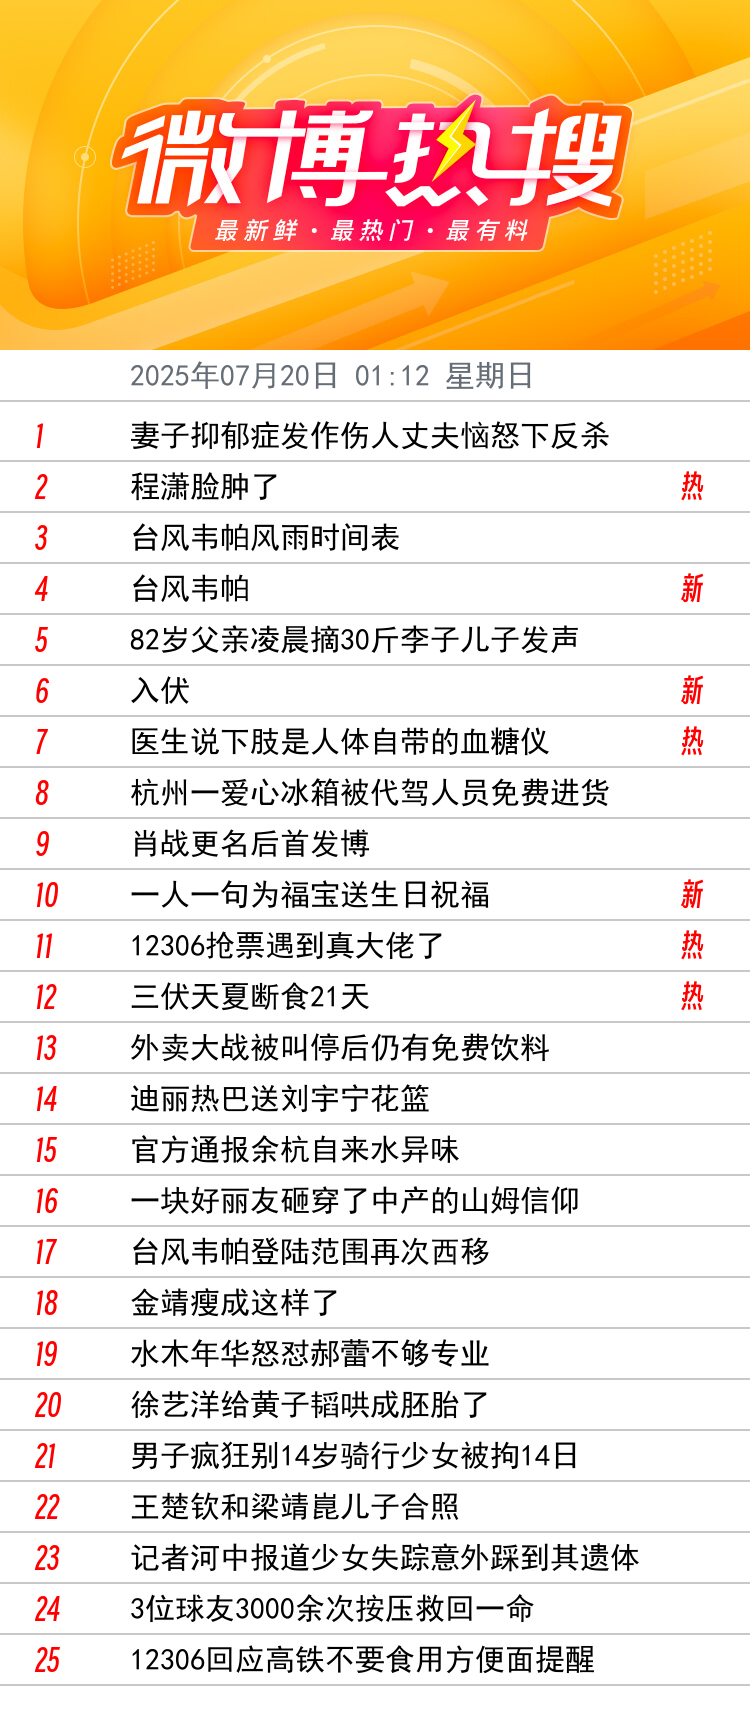 微博热搜
最新鲜·最热门·最有料
2025年07月20日 01:12 星期日
1 妻子抑郁症发作伤人丈夫恼怒下反杀
2 程潇脸肿了 热
3 台风韦帕风雨时间表
4 台风韦帕 新
5 82岁父亲凌晨摘30斤李子儿子发声
6 入伏 新
7 医生说下肢是人体自带的血糖仪 热
8 杭州一爱心冰箱被代驾人员免费进货
9 肖战更名后首发博
10 一人一句为福宝送生日祝福 新
11 12306抢票遇到真大佬了 热
12 三伏天夏断食21天 热
13 外卖大战被叫停后仍有免费饮料
14 迪丽热巴送刘宇宁花篮
15 官方通报余杭自来水异味
16 一块好丽友砸穿了中产的山姆信仰
17 台风韦帕登陆范围再次西移
18 金靖瘦成这样了
19 水木年华怒怼郝蕾不够专业
20 徐艺洋给黄子韬哄成胚胎了
21 男子疯狂别14岁骑行少女被拘14日
22 王楚钦和梁靖崑儿子合照
23 记者河中报道少女失踪意外踩到其遗体
24 3位球友3000余次按压救回一命
25 12306回应高铁不要食用方便面提醒